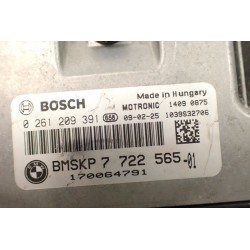 Made in Hungary
BOSCH
MOTRONIC 1409 0875
0 261 209 391 656 09-02-25 1039S32706
BMSKP 7 722 565-01
170064791